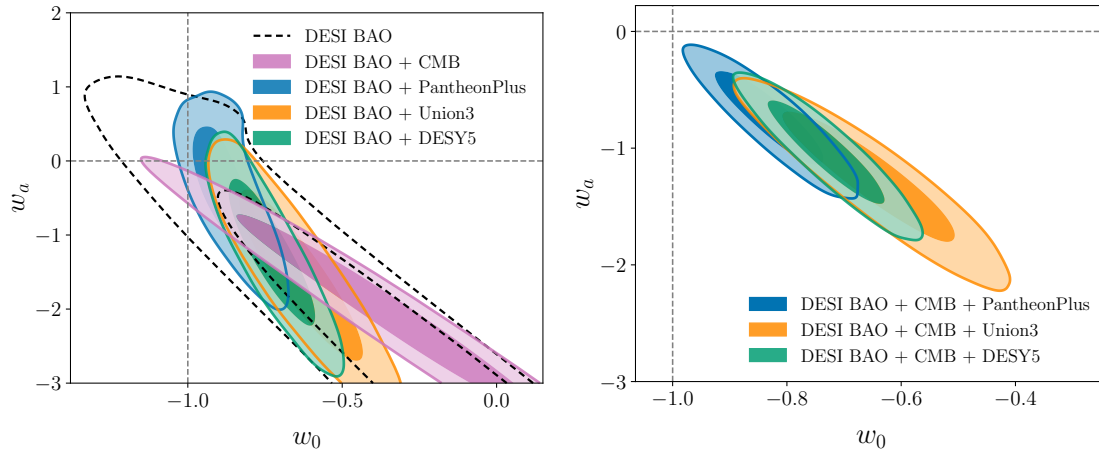 2
1
0
−1
−2
−3
w_a
−1.0
−0.5
0.0
w_0
DESI BAO
DESI BAO + CMB
DESI BAO + PantheonPlus
DESI BAO + Union3
DESI BAO + DESY5
0
−1
−2
−3
w_a
−1.0
−0.8
−0.6
−0.4
w_0
DESI BAO + CMB + PantheonPlus
DESI BAO + CMB + Union3
DESI BAO + CMB + DESY5